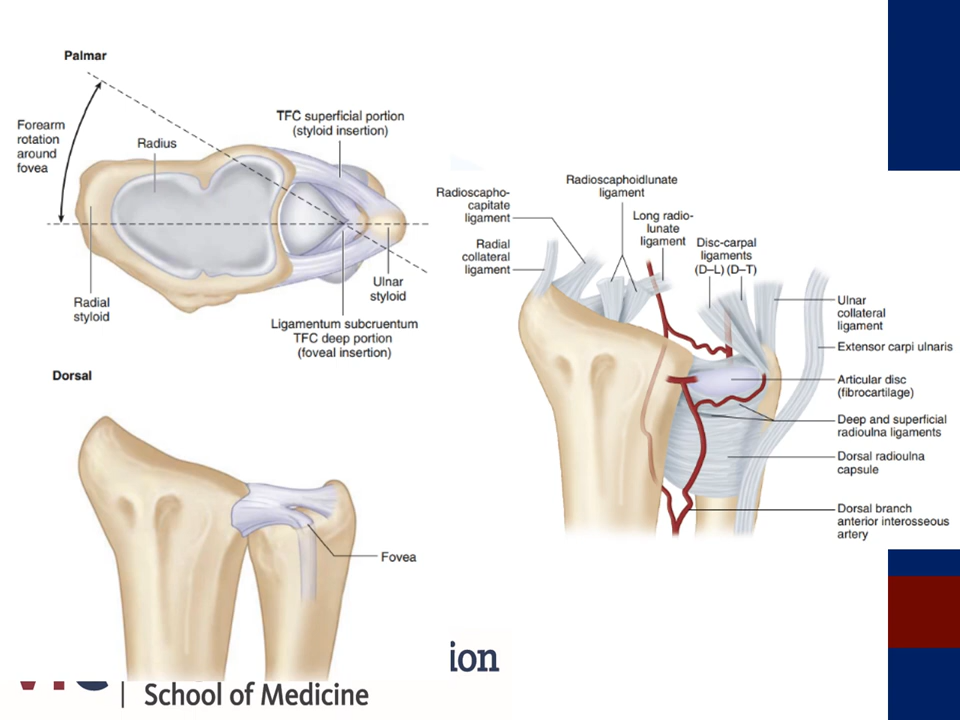 Palmar
Forearm
rotation
around
fovea
Radius
TFC superficial portion
(styloid insertion)
Radial
styloid
Ulnar
styloid
Ligamentum subcruentum
TFC deep portion
(foveal insertion)
Dorsal
Fovea
Radioscapho-
capitate
ligament
Radial
collateral
ligament
Radioscaphoidlunate
ligament
Long radio-
lunate
ligament
Disc-carpal
ligaments
(D–L) (D–T)
Ulnar
collateral
ligament
Extensor carpi ulnaris
Articular disc
(fibrocartilage)
Deep and superficial
radioulna ligaments
Dorsal radioulna
capsule
Dorsal branch
anterior interosseous
artery
ion
School of Medicine